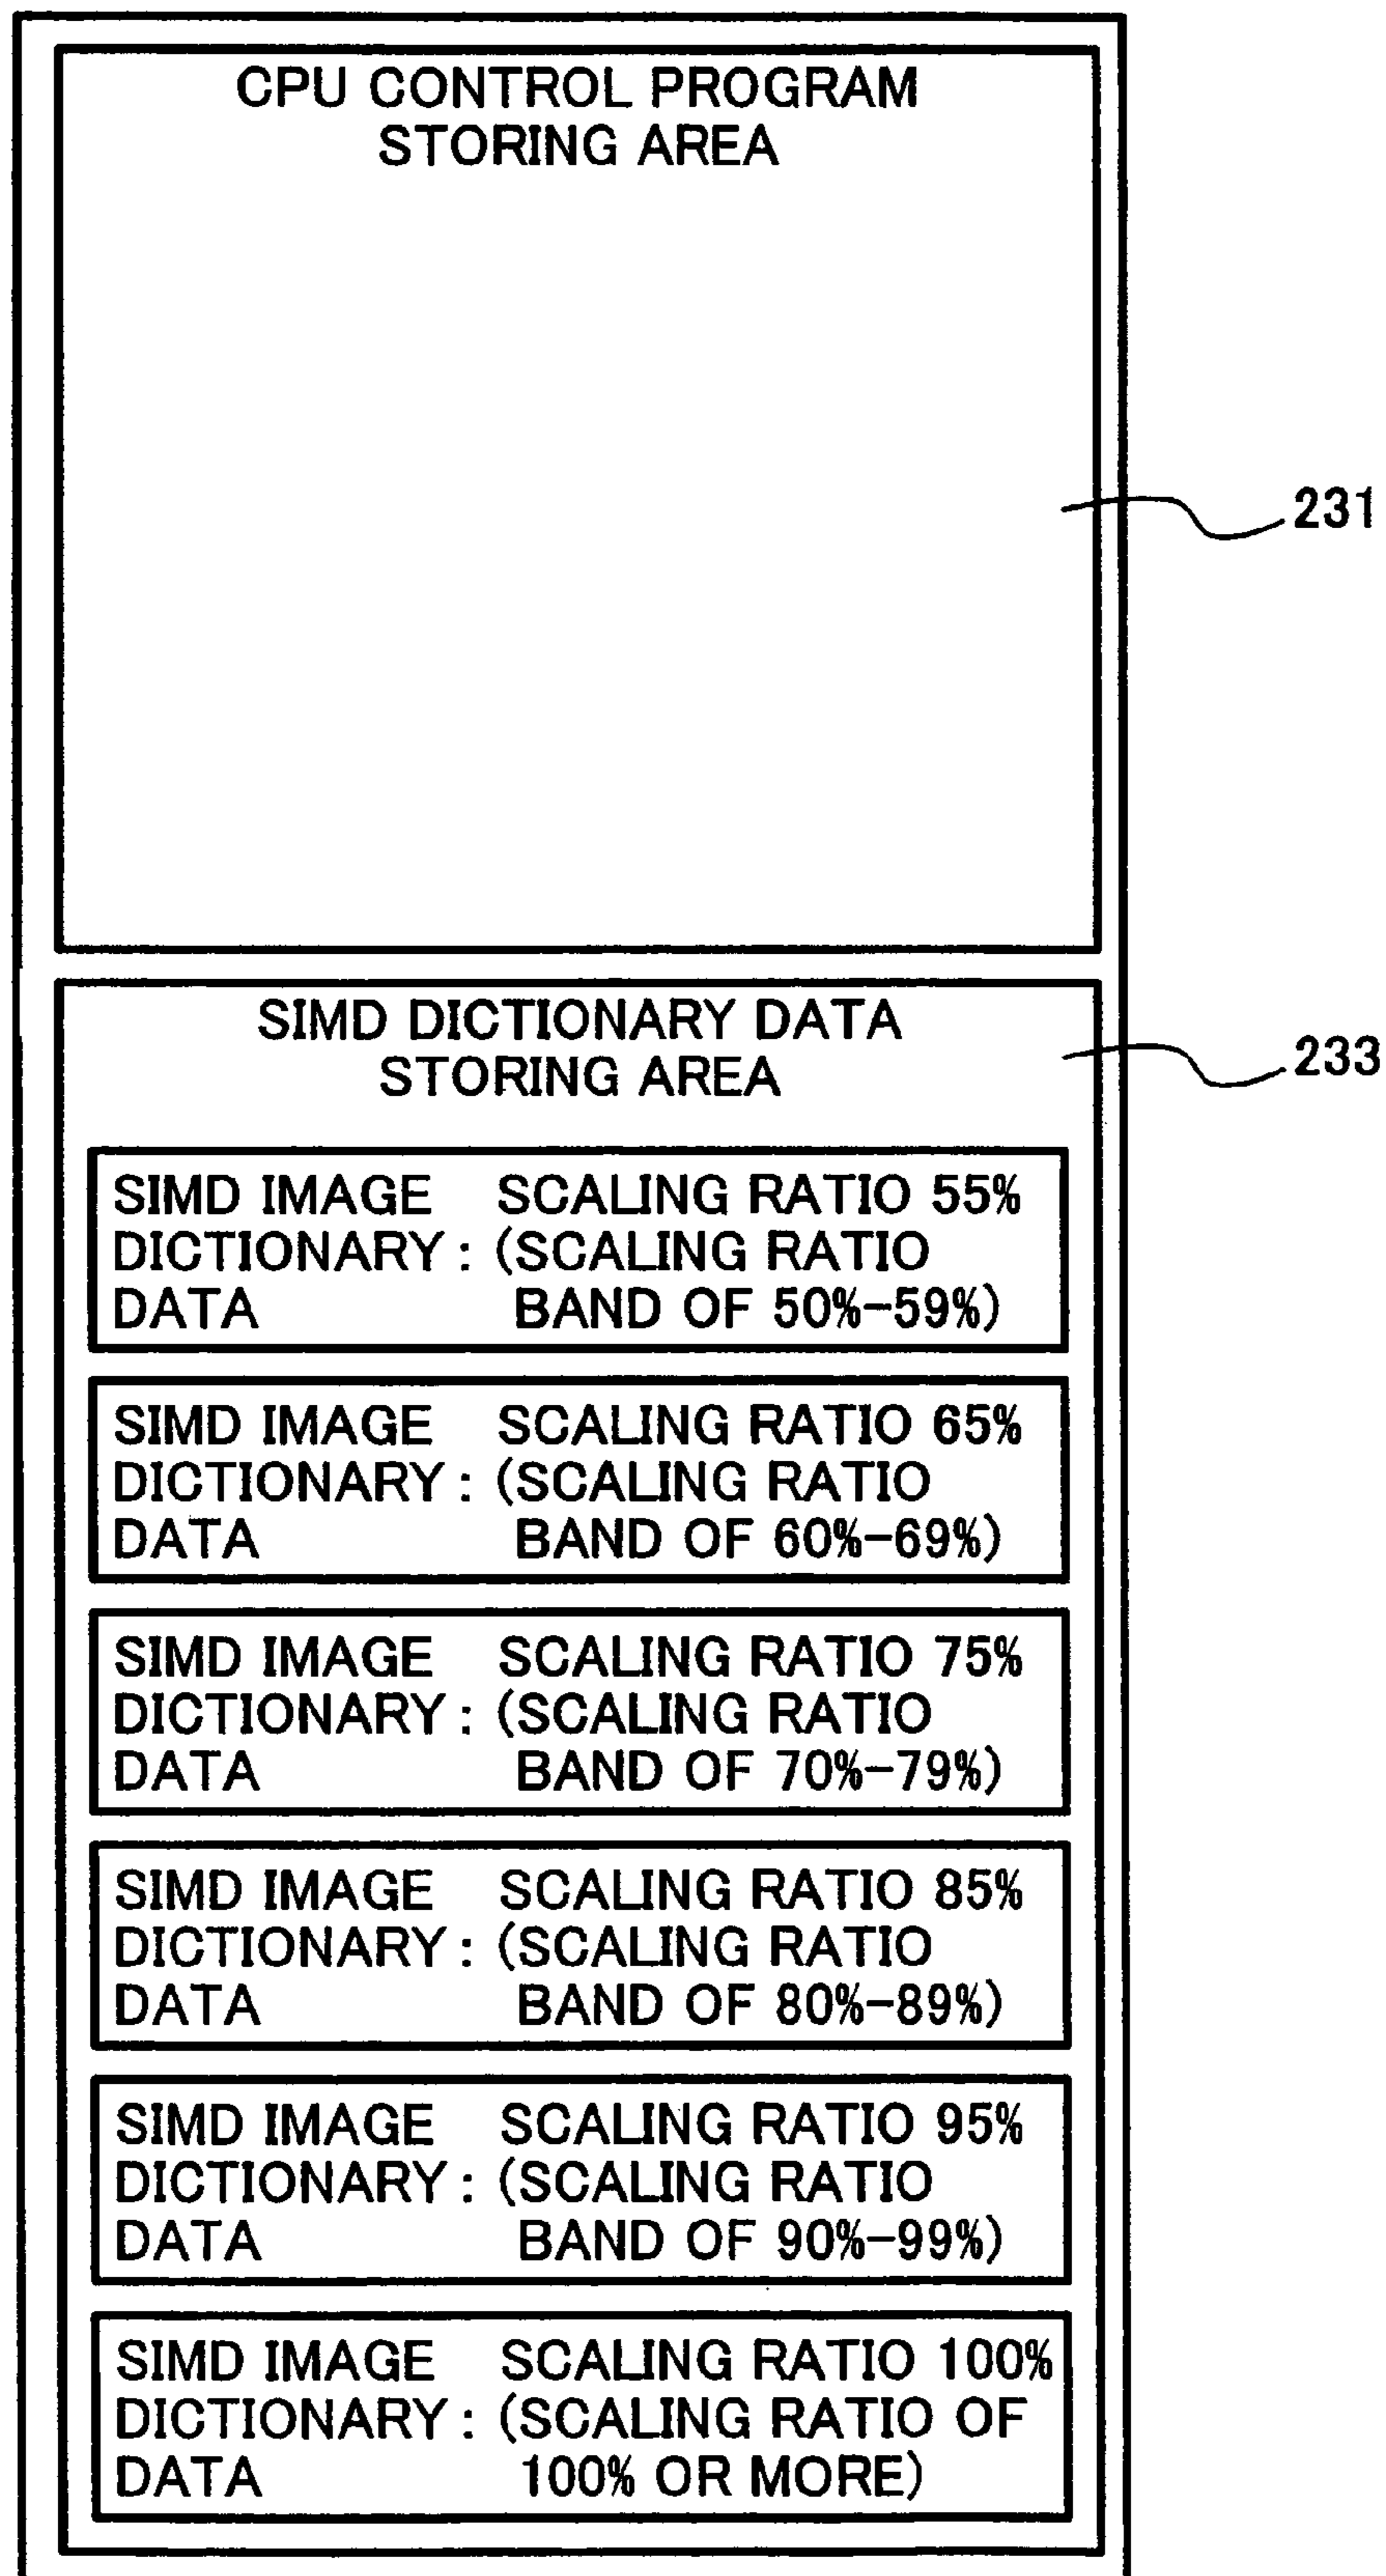 CPU CONTROL PROGRAM
STORING AREA
231
SIMD DICTIONARY DATA
STORING AREA
233
SIMD IMAGE SCALING RATIO 55%
DICTIONARY : (SCALING RATIO
DATA BAND OF 50%-59%)
SIMD IMAGE SCALING RATIO 65%
DICTIONARY : (SCALING RATIO
DATA BAND OF 60%-69%)
SIMD IMAGE SCALING RATIO 75%
DICTIONARY : (SCALING RATIO
DATA BAND OF 70%-79%)
SIMD IMAGE SCALING RATIO 85%
DICTIONARY : (SCALING RATIO
DATA BAND OF 80%-89%)
SIMD IMAGE SCALING RATIO 95%
DICTIONARY : (SCALING RATIO
DATA BAND OF 90%-99%)
SIMD IMAGE SCALING RATIO 100%
DICTIONARY : (SCALING RATIO OF
DATA 100% OR MORE)